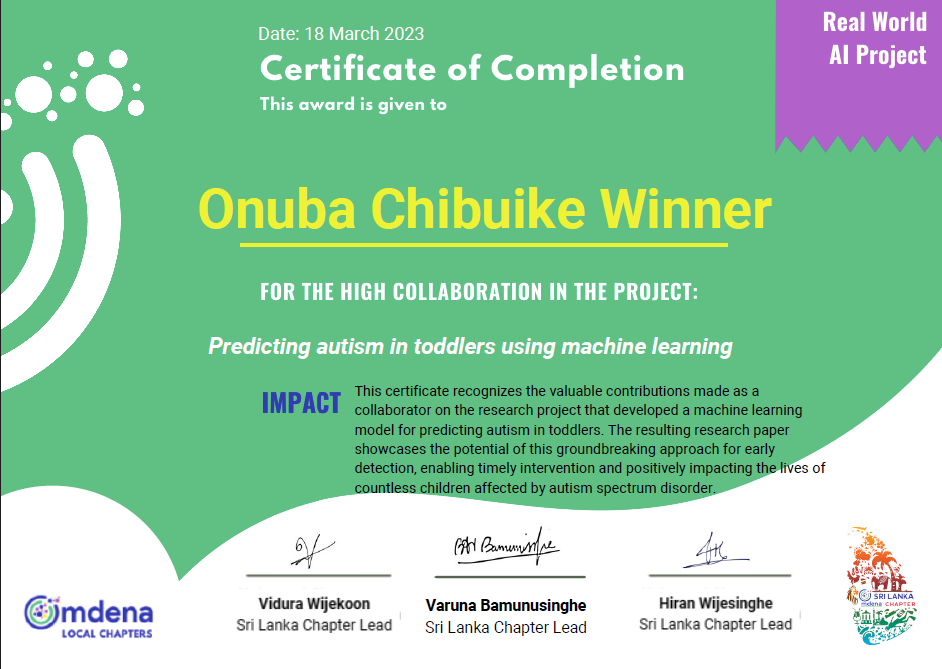 Real World
AI Project
Date: 18 March 2023
Certificate of Completion
This award is given to
Onuba Chibuike Winner
FOR THE HIGH COLLABORATION IN THE PROJECT:
Predicting autism in toddlers using machine learning
IMPACT
This certificate recognizes the valuable contributions made as a
collaborator on the research project that developed a machine learning
model for predicting autism in toddlers. The resulting research paper
showcases the potential of this groundbreaking approach for early
detection, enabling timely intervention and positively impacting the lives of
countless children affected by autism spectrum disorder.
Vidura Wijekoon
Sri Lanka Chapter Lead
Varuna Bamunusinghe
Sri Lanka Chapter Lead
Hiran Wijesinghe
Sri Lanka Chapter Lead
Omdena
LOCAL CHAPTERS
SRI LANKA
omdena CHAPTER